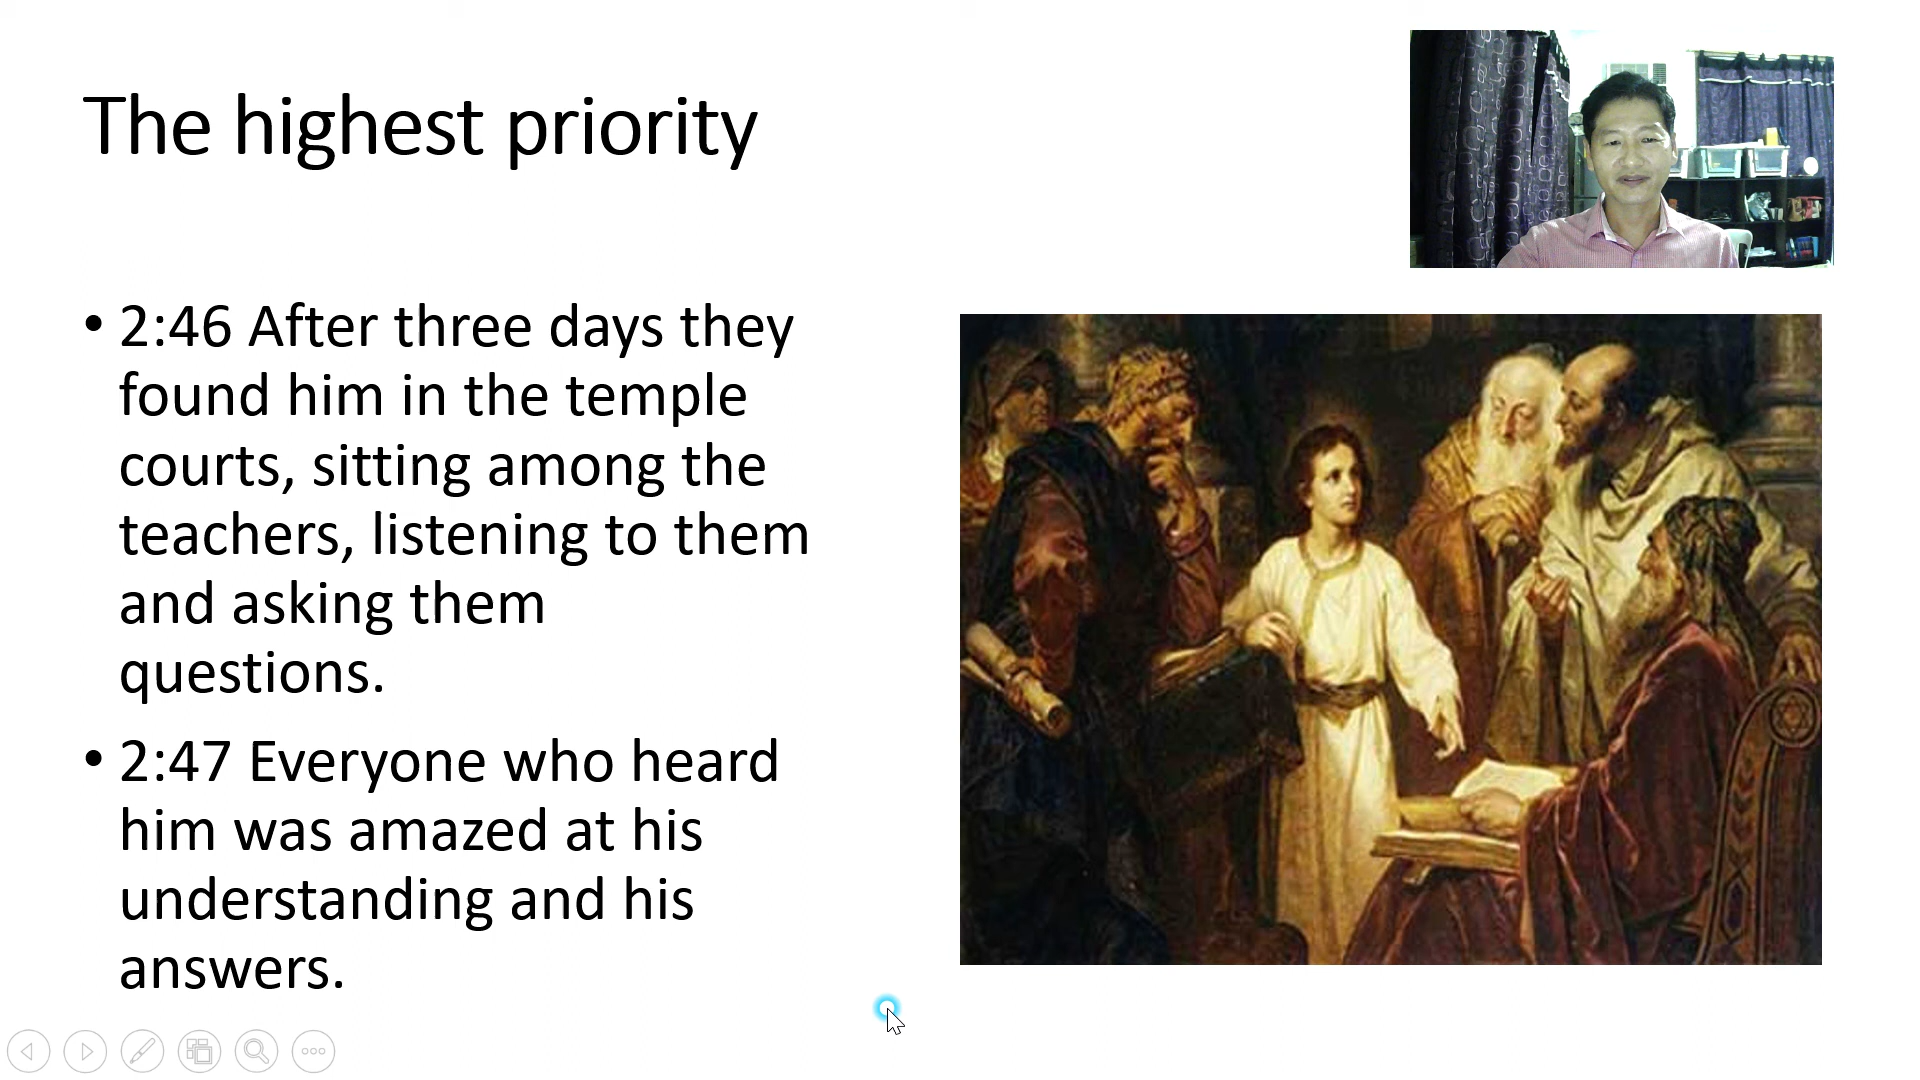 The highest priority
• 2:46 After three days they
found him in the temple
courts, sitting among the
teachers, listening to them
and asking them
questions.
• 2:47 Everyone who heard
him was amazed at his
understanding and his
answers.